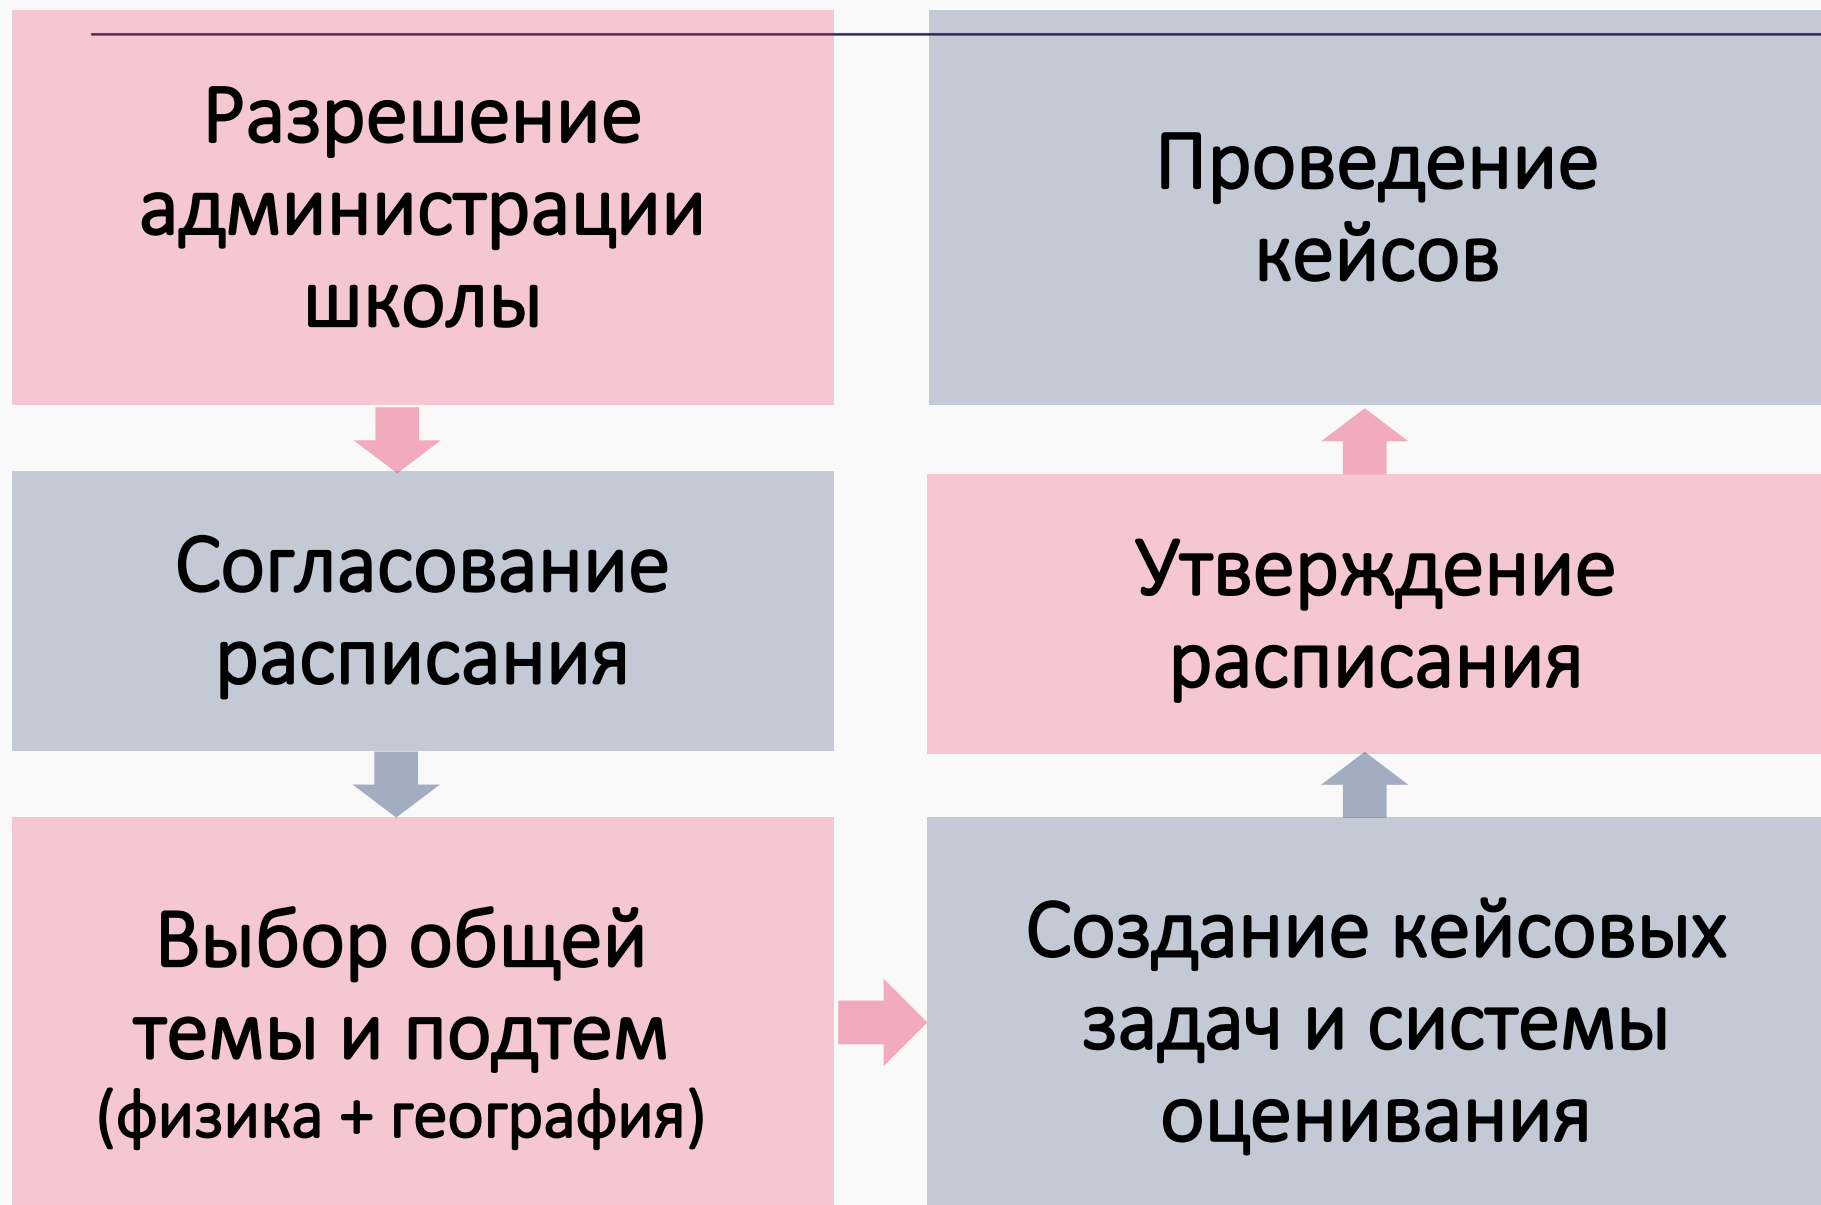 Разрешение
администрации
школы
Согласование
расписания
Выбор общей
темы и подтем
(физика + география)
Создание кейсовых
задач и системы
оценивания
Утверждение
расписания
Проведение
кейсов